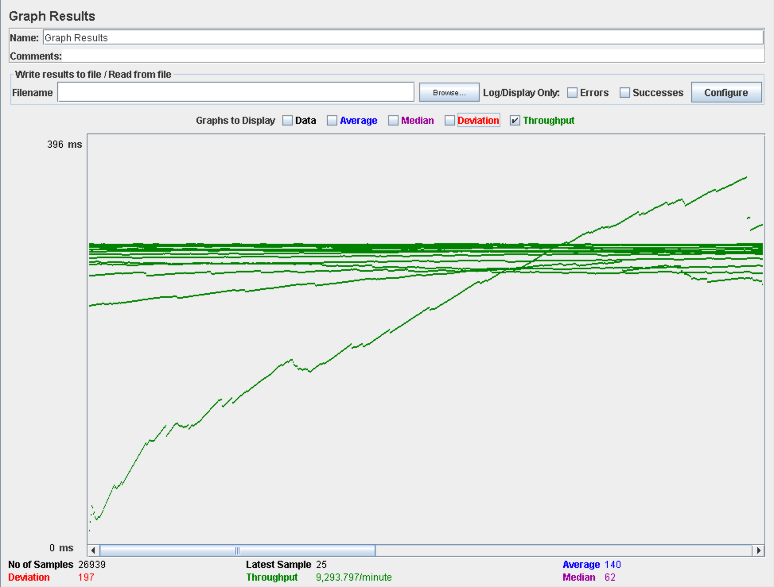 Graph Results
Name: Graph Results
Comments:
Write results to file / Read from file
Filename Browse... Log/Display Only: Errors Successes Configure
Graphs to Display Data Average Median Deviation Throughput
396 ms
0 ms
No of Samples 26939 Latest Sample 25 Average 140
Deviation 197 Throughput 9,293.797/minute Median 62